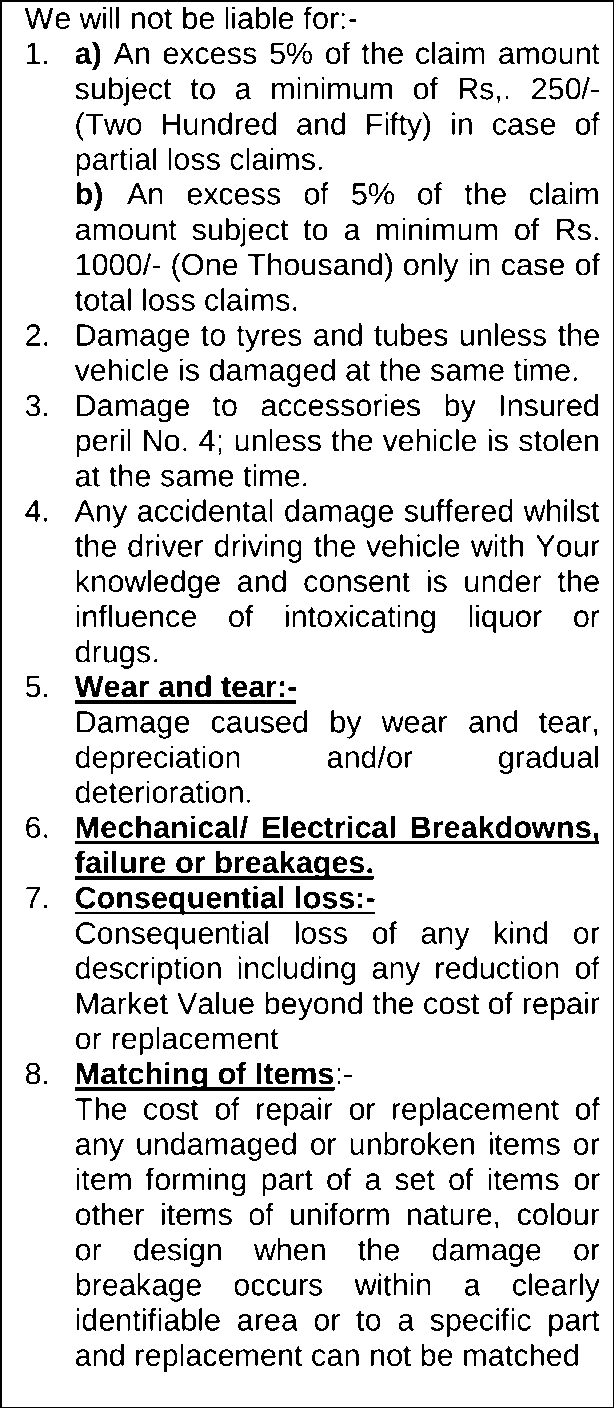 We will not be liable for:-
1. a) An excess 5% of the claim amount
subject to a minimum of Rs,. 250/-
(Two Hundred and Fifty) in case of
partial loss claims.
b) An excess of 5% of the claim
amount subject to a minimum of Rs.
1000/- (One Thousand) only in case of
total loss claims.
2. Damage to tyres and tubes unless the
vehicle is damaged at the same time.
3. Damage to accessories by Insured
peril No. 4; unless the vehicle is stolen
at the same time.
4. Any accidental damage suffered whilst
the driver driving the vehicle with Your
knowledge and consent is under the
influence of intoxicating liquor or
drugs.
5. Wear and tear:-
Damage caused by wear and tear,
depreciation and/or gradual
deterioration.
6. Mechanical/ Electrical Breakdowns,
failure or breakages.
7. Consequential loss:-
Consequential loss of any kind or
description including any reduction of
Market Value beyond the cost of repair
or replacement
8. Matching of Items:-
The cost of repair or replacement of
any undamaged or unbroken items or
item forming part of a set of items or
other items of uniform nature, colour
or design when the damage or
breakage occurs within a clearly
identifiable area or to a specific part
and replacement can not be matched